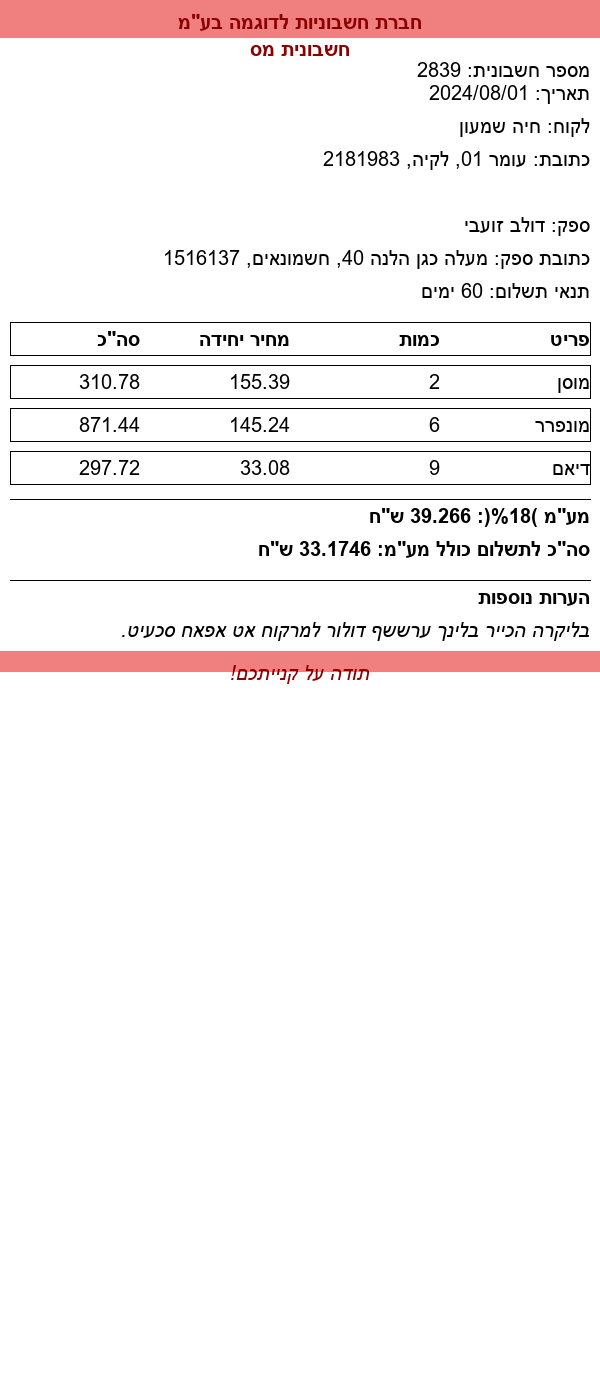 חברת חשבוניות לדוגמה בע"מ
חשבונית מס
מספר חשבונית: 2839
תאריך: 2024/08/01
לקוח: חיה שמעון
כתובת: עומר 01, לקיה, 2181983
ספק: דולב זועבי
כתובת ספק: מעלה כגן הלנה 40, חשמונאים, 1516137
תנאי תשלום: 60 ימים
פריט כמות מחיר יחידה סה"כ
מוסן 2 155.39 310.78
מונפרר 6 145.24 871.44
דיאם 9 33.08 297.72
מע"מ )18%(: 39.266 ש"ח
סה"כ לתשלום כולל מע"מ: 33.1746 ש"ח
הערות נוספות
בליקרה הכייר בלינך ערששף דולור למרקוח אט אפאח סכעיט.
תודה על קנייתכם!